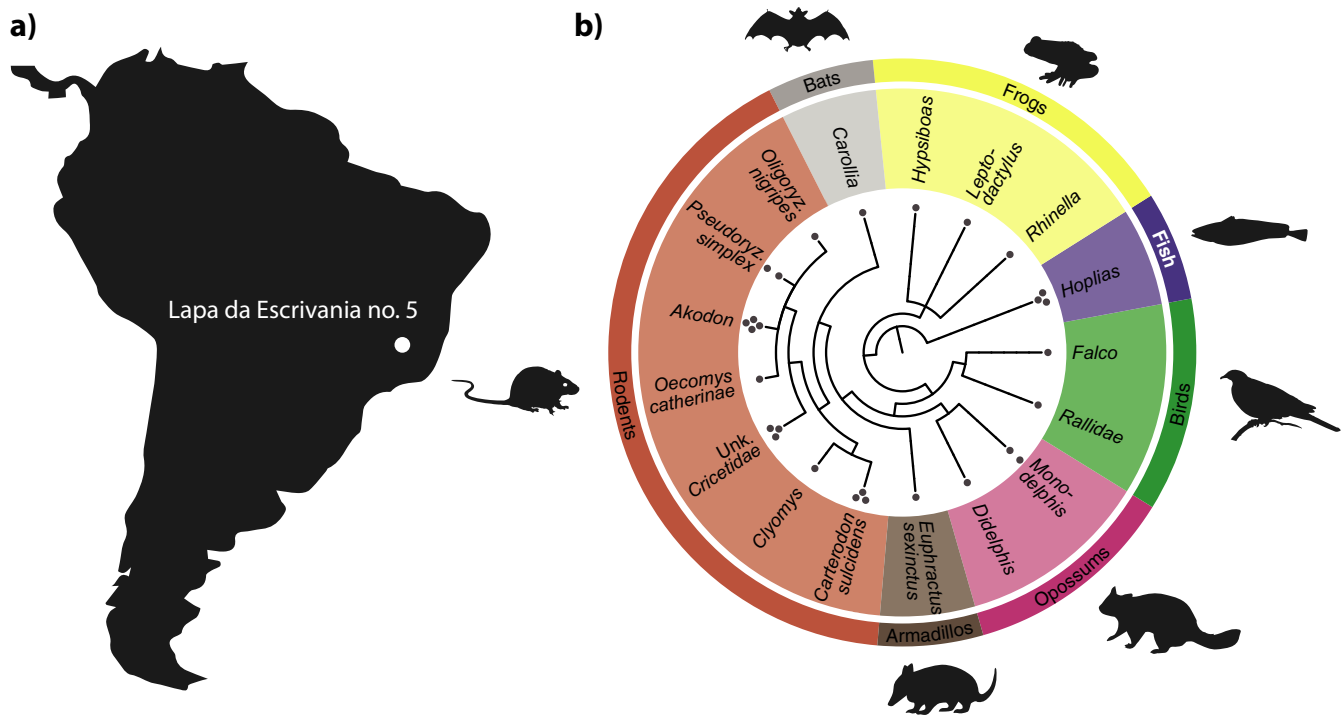 a)
Lapa da Escrivania no. 5
b)
Bats
Frogs
Fish
Birds
Opossums
Armadillos
Rodents
Carollia
Hypsiboas
Lepto-
dactylus
Rhinella
Hoplias
Falco
Rallidae
Mono-
delphis
Didelphis
Euphractus
sexinctus
Carterodon
sulcidens
Clyomys
Unk.
Cricetidae
Oecomys
catherinae
Akodon
Pseudoryz.
simplex
Oligoryz.
nigripes